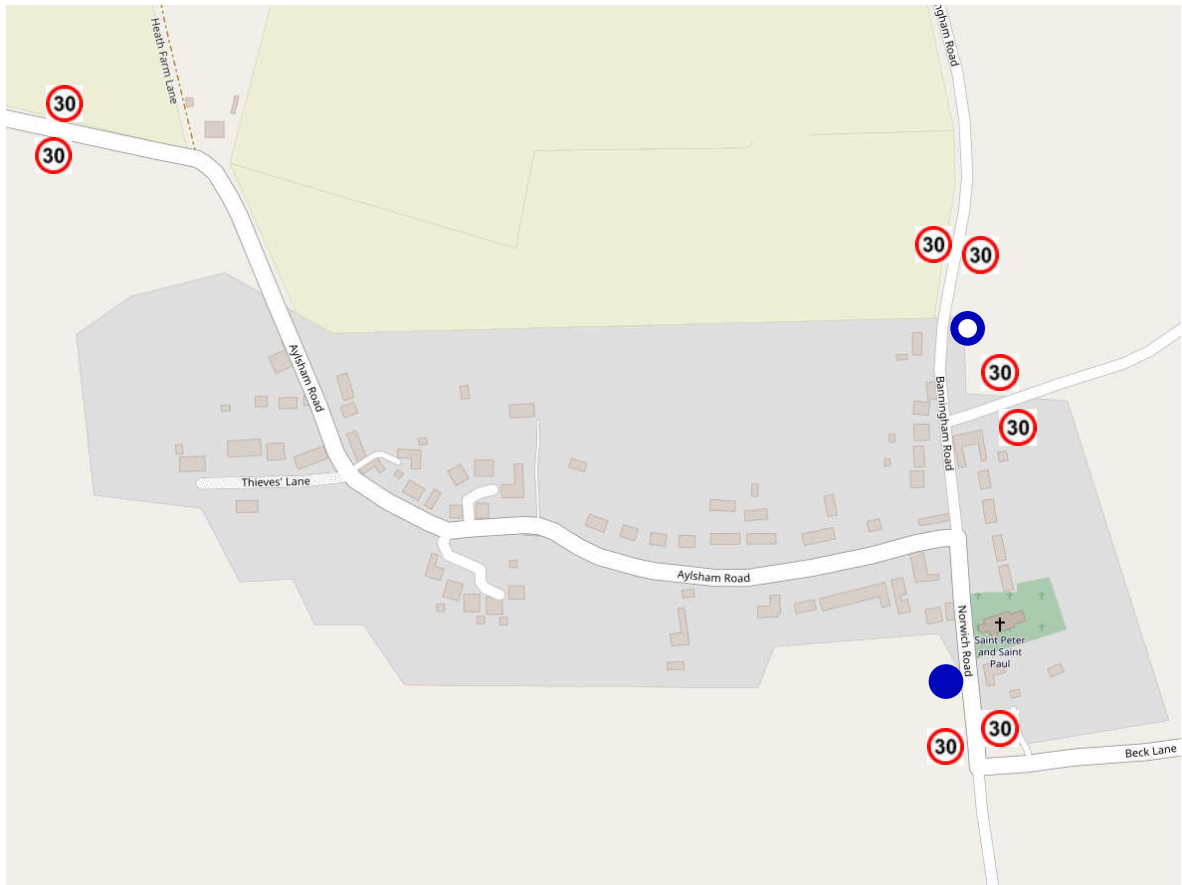 ngham Road
Heath Farm Lane
30
30
30
30
30
Aylsham Road
Banningham Road
30
Thieves' Lane
Aylsham Road
Norwich Road
Saint Peter
and Saint
Paul
30
30
Beck Lane